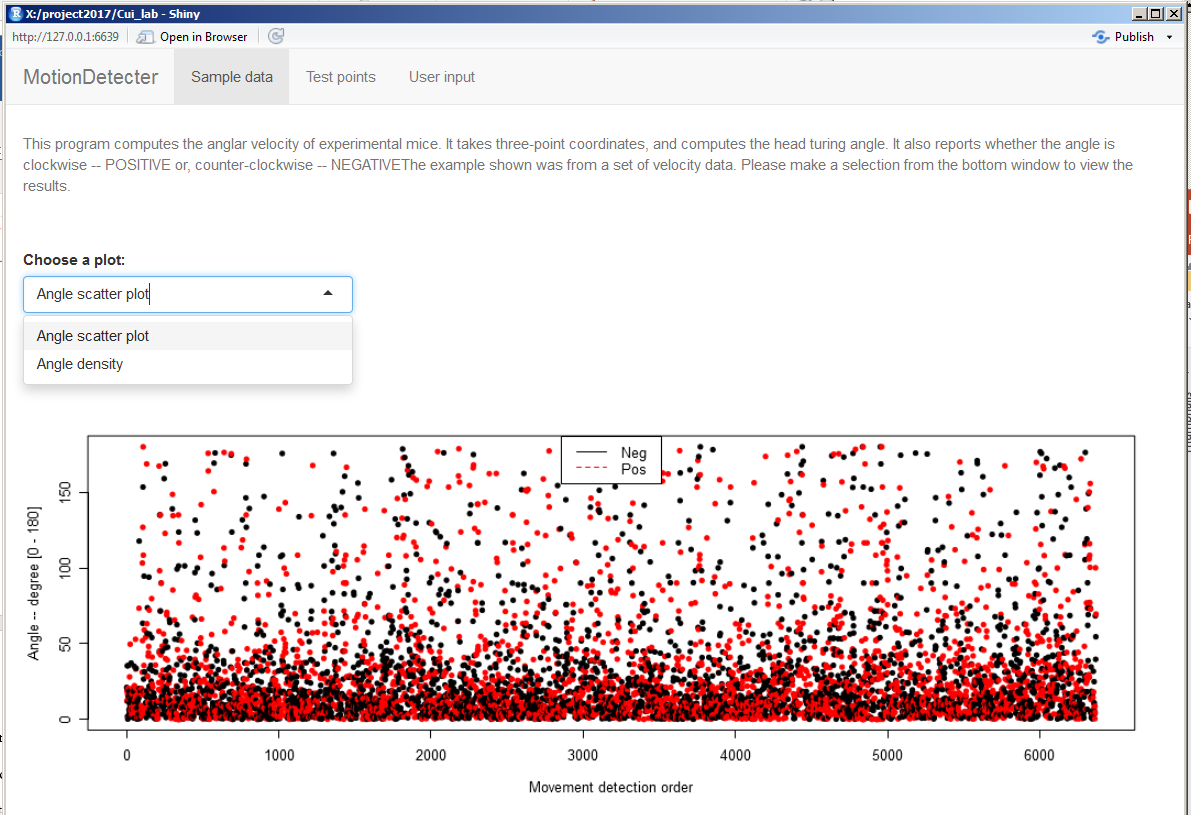 X:/project2017/Cui_lab - Shiny
http://127.0.0.1:6639 Open in Browser Publish
MotionDetecter Sample data Test points User input
This program computes the anglar velocity of experimental mice. It takes three-point coordinates, and computes the head turing angle. It also reports whether the angle is
clockwise -- POSITIVE or, counter-clockwise -- NEGATIVEThe example shown was from a set of velocity data. Please make a selection from the bottom window to view the
results.
Choose a plot:
Angle scatter plot
Angle scatter plot
Angle density
Neg
Pos
Angle -- degree [0 - 180]
150
100
50
0
0 1000 2000 3000 4000 5000 6000
Movement detection order